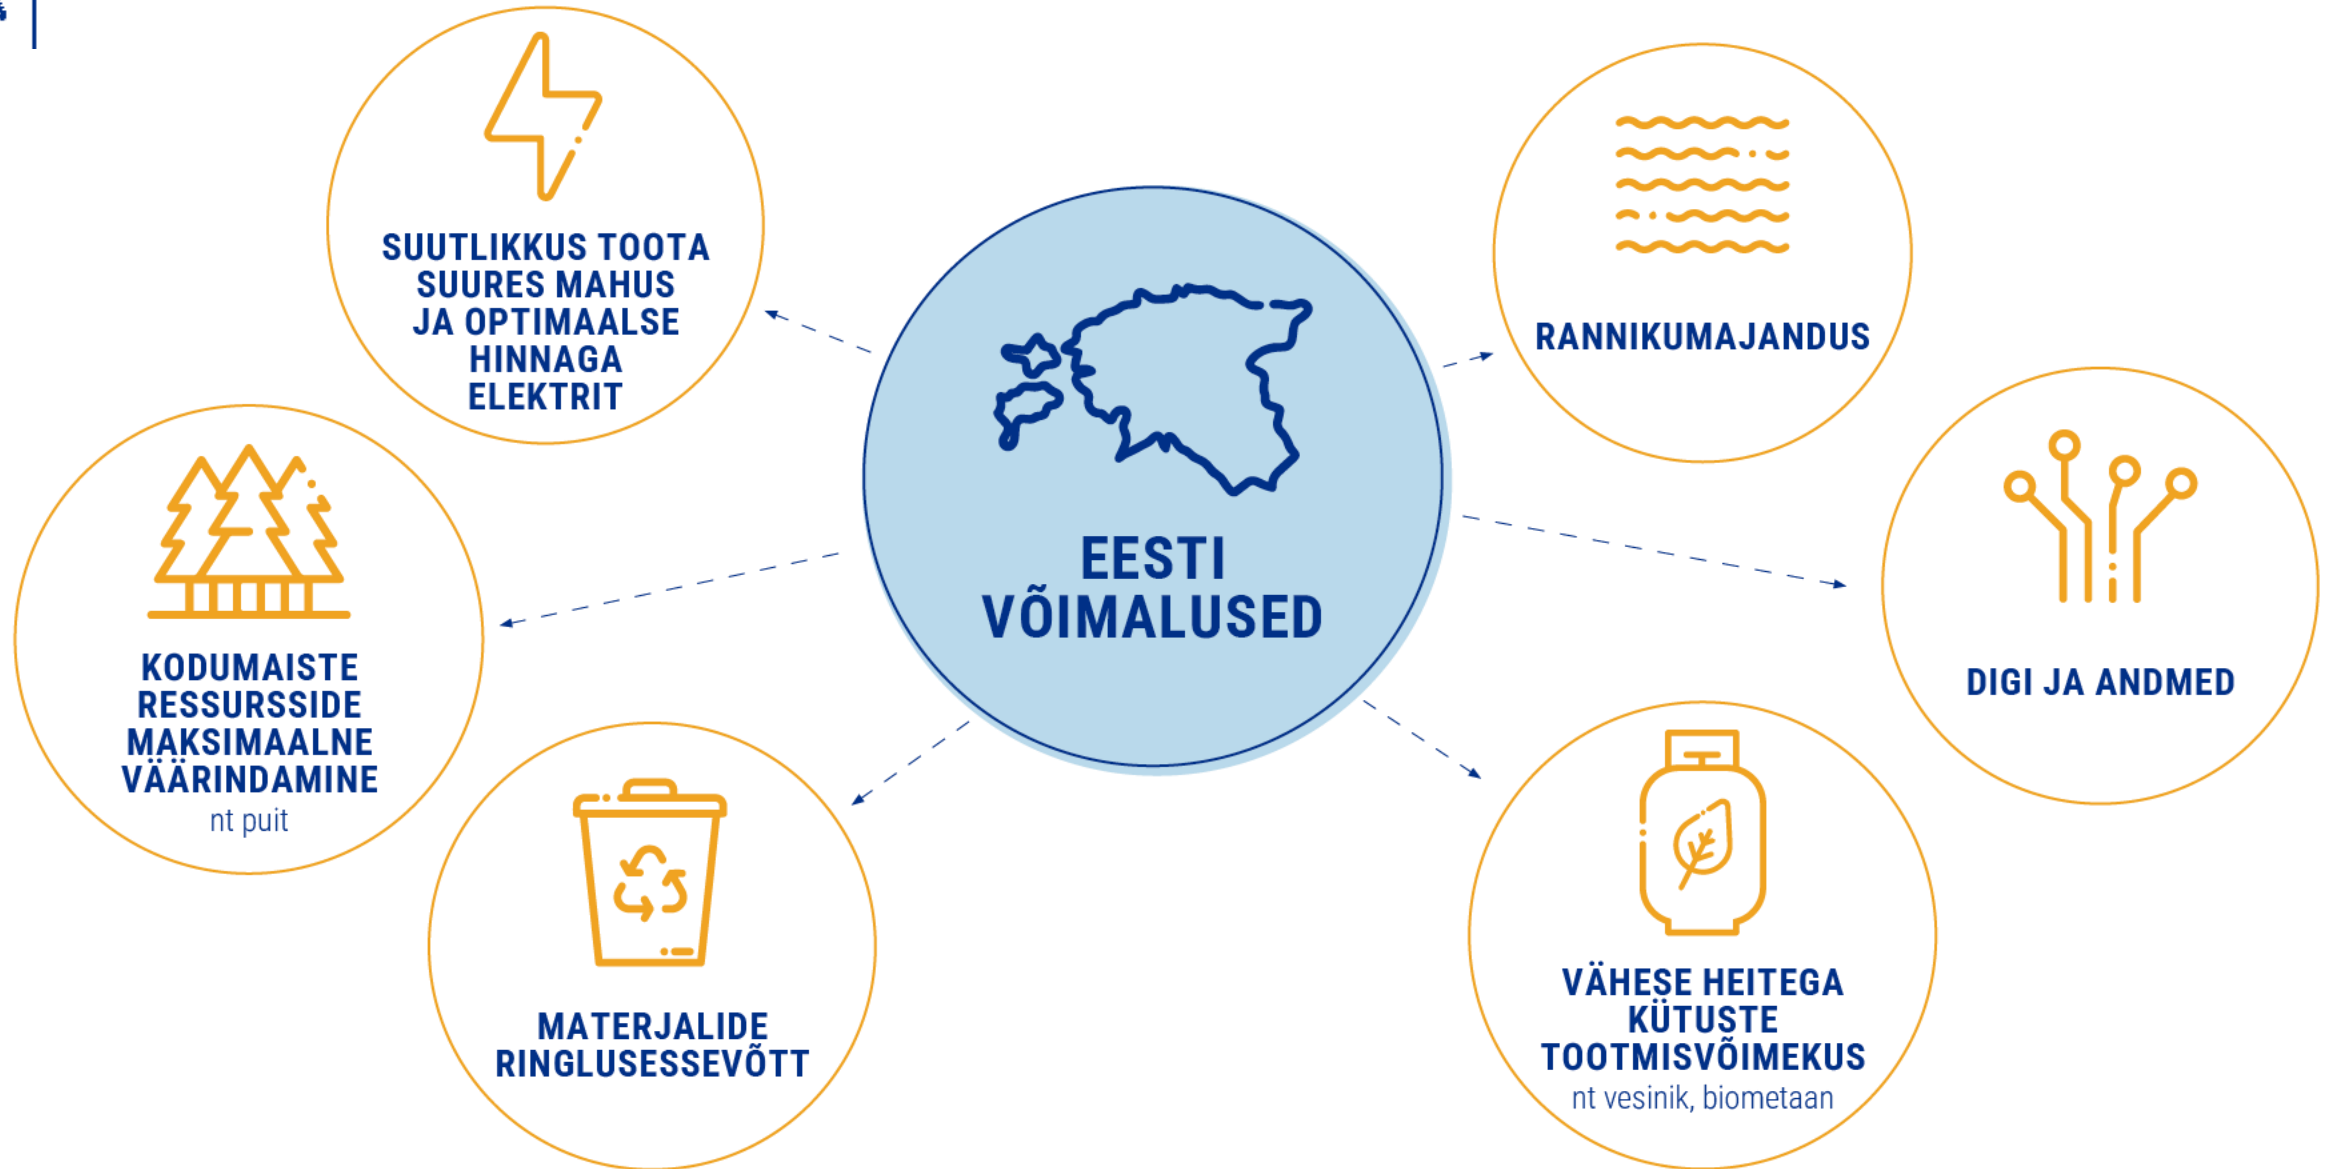 SUUTLIKKUS TOOTA
SUURES MAHUS
JA OPTIMAALSE
HINNAGA
ELEKTRIT
RANNIKUMAJANDUS
KODUMAISTE
RESSURSSIDE
MAKSIMAALNE
VÄÄRINDAMINE
nt puit
EESTI
VÕIMALUSED
DIGI JA ANDMED
MATERJALIDE
RINGLUSESSEVÕTT
VÄHESE HEITEGA
KÜTUSTE
TOOTMISVÕIMEKUS
nt vesinik, biometaan